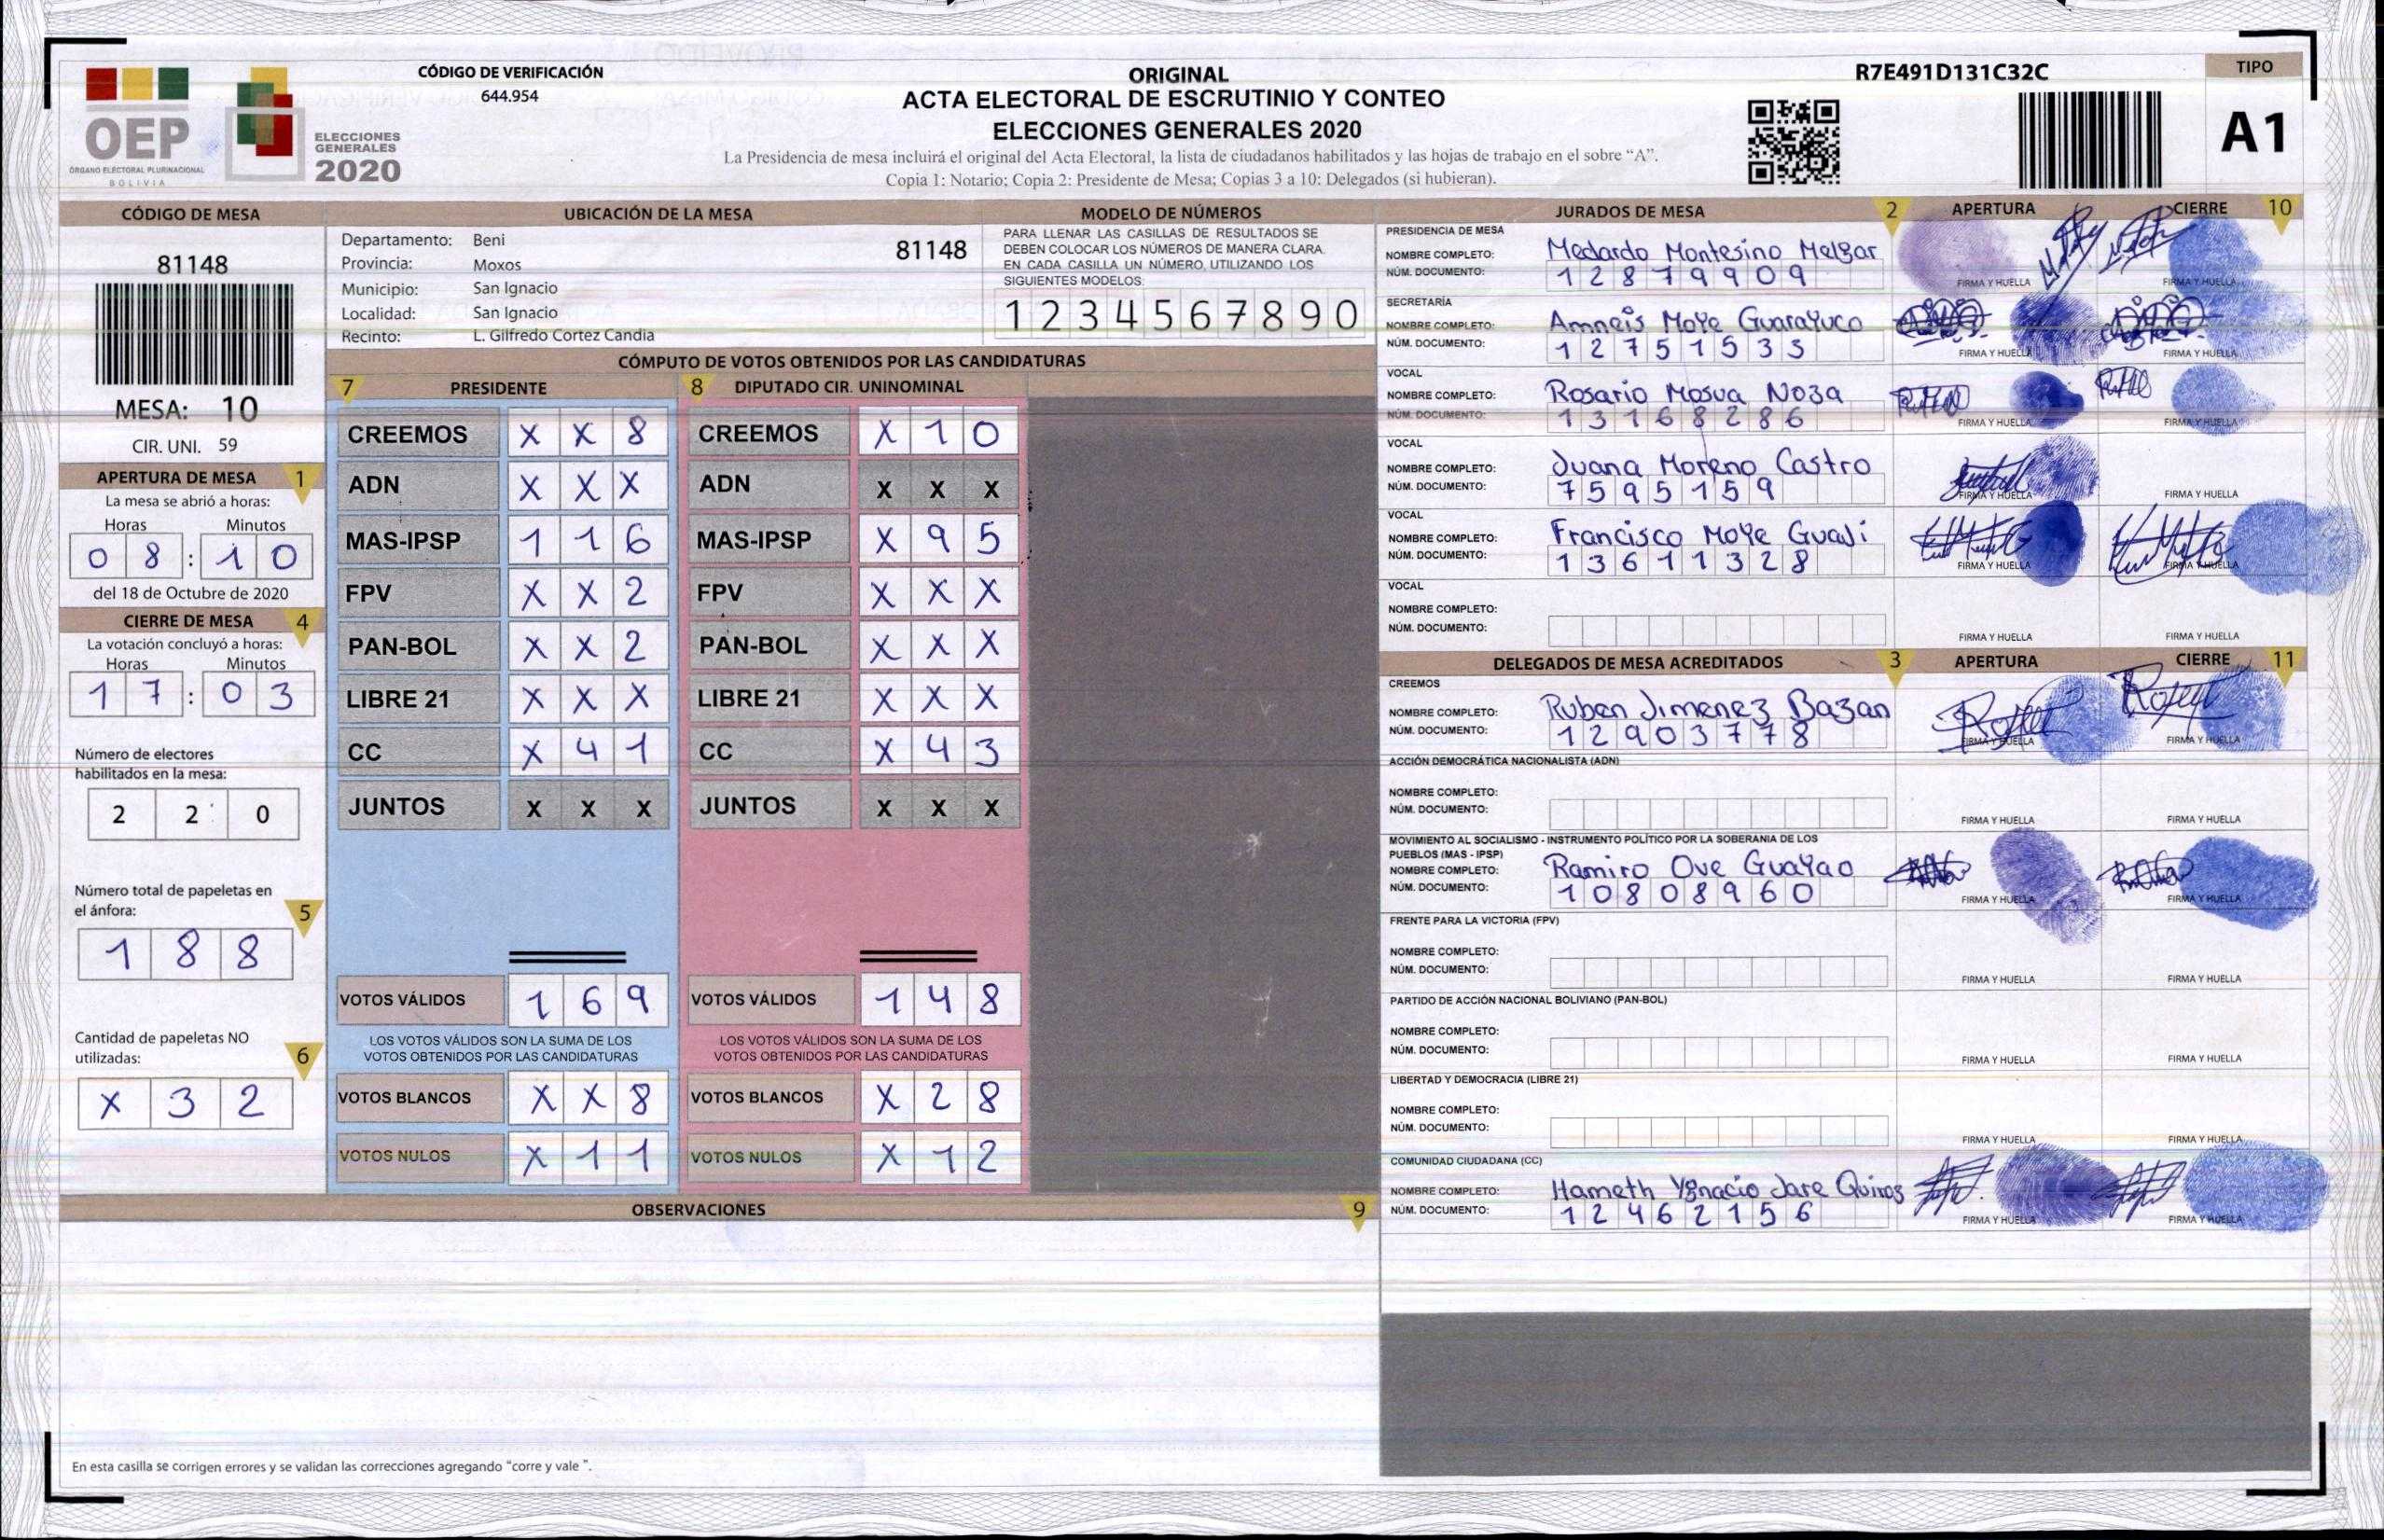 CÓDIGO DE VERIFICACIÓN
644.954
OEP
ÓRGANO ELECTORAL PLURINACIONAL
BOLIVIA
ELECCIONES
GENERALES
2020
ORIGINAL
ACTA ELECTORAL DE ESCRUTINIO Y CONTEO
ELECCIONES GENERALES 2020
La Presidencia de mesa incluirá el original del Acta Electoral, la lista de ciudadanos habilitados y las hojas de trabajo en el sobre “A”.
Copia 1: Notario; Copia 2: Presidente de Mesa; Copias 3 a 10: Delegados (si hubieran).
R7E491D131C32C
TIPO
A1
CÓDIGO DE MESA
81148
MESA: 10
CIR. UNI. 59
APERTURA DE MESA 1
La mesa se abrió a horas:
Horas Minutos
0 8 : 1 0
del 18 de Octubre de 2020
CIERRE DE MESA 4
La votación concluyó a horas:
Horas Minutos
1 7 : 0 3
Número de electores
habilitados en la mesa:
2 2 0
Número total de papeletas en
el ánfora: 5
1 8 8
Cantidad de papeletas NO
utilizadas: 6
X 3 2
UBICACIÓN DE LA MESA
Departamento: Beni 81148
Provincia: Moxos
Municipio: San Ignacio
Localidad: San Ignacio
Recinto: L. Gilfredo Cortez Candia
MODELO DE NÚMEROS
PARA LLENAR LAS CASILLAS DE RESULTADOS SE
DEBEN COLOCAR LOS NÚMEROS DE MANERA CLARA.
EN CADA CASILLA UN NÚMERO, UTILIZANDO LOS
SIGUIENTES MODELOS:
1 2 3 4 5 6 7 8 9 0
CÓMPUTO DE VOTOS OBTENIDOS POR LAS CANDIDATURAS
7 PRESIDENTE 8 DIPUTADO CIR. UNINOMINAL
CREEMOS X X 8 CREEMOS X 1 0
ADN X X X ADN X X X
MAS-IPSP 1 1 6 MAS-IPSP X 9 5
FPV X X 2 FPV X X X
PAN-BOL X X 2 PAN-BOL X X X
LIBRE 21 X X X LIBRE 21 X X X
CC X 4 1 CC X 4 3
JUNTOS X X X JUNTOS X X X
VOTOS VÁLIDOS 1 6 9 VOTOS VÁLIDOS 1 4 8
LOS VOTOS VÁLIDOS SON LA SUMA DE LOS LOS VOTOS VÁLIDOS SON LA SUMA DE LOS
VOTOS OBTENIDOS POR LAS CANDIDATURAS VOTOS OBTENIDOS POR LAS CANDIDATURAS
VOTOS BLANCOS X X 8 VOTOS BLANCOS X 2 8
VOTOS NULOS X 1 1 VOTOS NULOS X 1 2
OBSERVACIONES 9
En esta casilla se corrigen errores y se validan las correcciones agregando “corre y vale ”.
JURADOS DE MESA 2 APERTURA CIERRE 10
PRESIDENCIA DE MESA
NOMBRE COMPLETO: Medardo Montesino Melgar
NÚM. DOCUMENTO: 1 2 8 7 9 9 0 9
FIRMA Y HUELLA FIRMA Y HUELLA
SECRETARÍA
NOMBRE COMPLETO: Amneis Moye Guarayuco
NÚM. DOCUMENTO: 1 2 7 5 1 5 3 3
FIRMA Y HUELLA FIRMA Y HUELLA
VOCAL
NOMBRE COMPLETO: Rosario Mosua Noza
NÚM. DOCUMENTO: 1 3 1 6 8 2 8 6
FIRMA Y HUELLA FIRMA Y HUELLA
VOCAL
NOMBRE COMPLETO: Juana Moreno Castro
NÚM. DOCUMENTO: 7 5 9 5 1 5 9
FIRMA Y HUELLA FIRMA Y HUELLA
VOCAL
NOMBRE COMPLETO: Francisco Moye Guaji
NÚM. DOCUMENTO: 1 3 6 1 1 3 2 8
FIRMA Y HUELLA FIRMA Y HUELLA
VOCAL
NOMBRE COMPLETO:
NÚM. DOCUMENTO:
FIRMA Y HUELLA FIRMA Y HUELLA
DELEGADOS DE MESA ACREDITADOS 3 APERTURA CIERRE 11
CREEMOS
NOMBRE COMPLETO: Ruben Jimenez Bazan
NÚM. DOCUMENTO: 1 2 9 0 3 7 7 8
FIRMA Y HUELLA FIRMA Y HUELLA
ACCIÓN DEMOCRÁTICA NACIONALISTA (ADN)
NOMBRE COMPLETO:
NÚM. DOCUMENTO:
FIRMA Y HUELLA FIRMA Y HUELLA
MOVIMIENTO AL SOCIALISMO - INSTRUMENTO POLÍTICO POR LA SOBERANIA DE LOS
PUEBLOS (MAS - IPSP)
NOMBRE COMPLETO: Ramiro Ove Guayao
NÚM. DOCUMENTO: 1 0 8 0 8 9 6 0
FIRMA Y HUELLA FIRMA Y HUELLA
FRENTE PARA LA VICTORIA (FPV)
NOMBRE COMPLETO:
NÚM. DOCUMENTO:
FIRMA Y HUELLA FIRMA Y HUELLA
PARTIDO DE ACCIÓN NACIONAL BOLIVIANO (PAN-BOL)
NOMBRE COMPLETO:
NÚM. DOCUMENTO:
FIRMA Y HUELLA FIRMA Y HUELLA
LIBERTAD Y DEMOCRACIA (LIBRE 21)
NOMBRE COMPLETO:
NÚM. DOCUMENTO:
FIRMA Y HUELLA FIRMA Y HUELLA
COMUNIDAD CIUDADANA (CC)
NOMBRE COMPLETO: Hameth Ygnacio Jare Quiroz
NÚM. DOCUMENTO: 1 2 4 6 2 1 5 6
FIRMA Y HUELLA FIRMA Y HUELLA